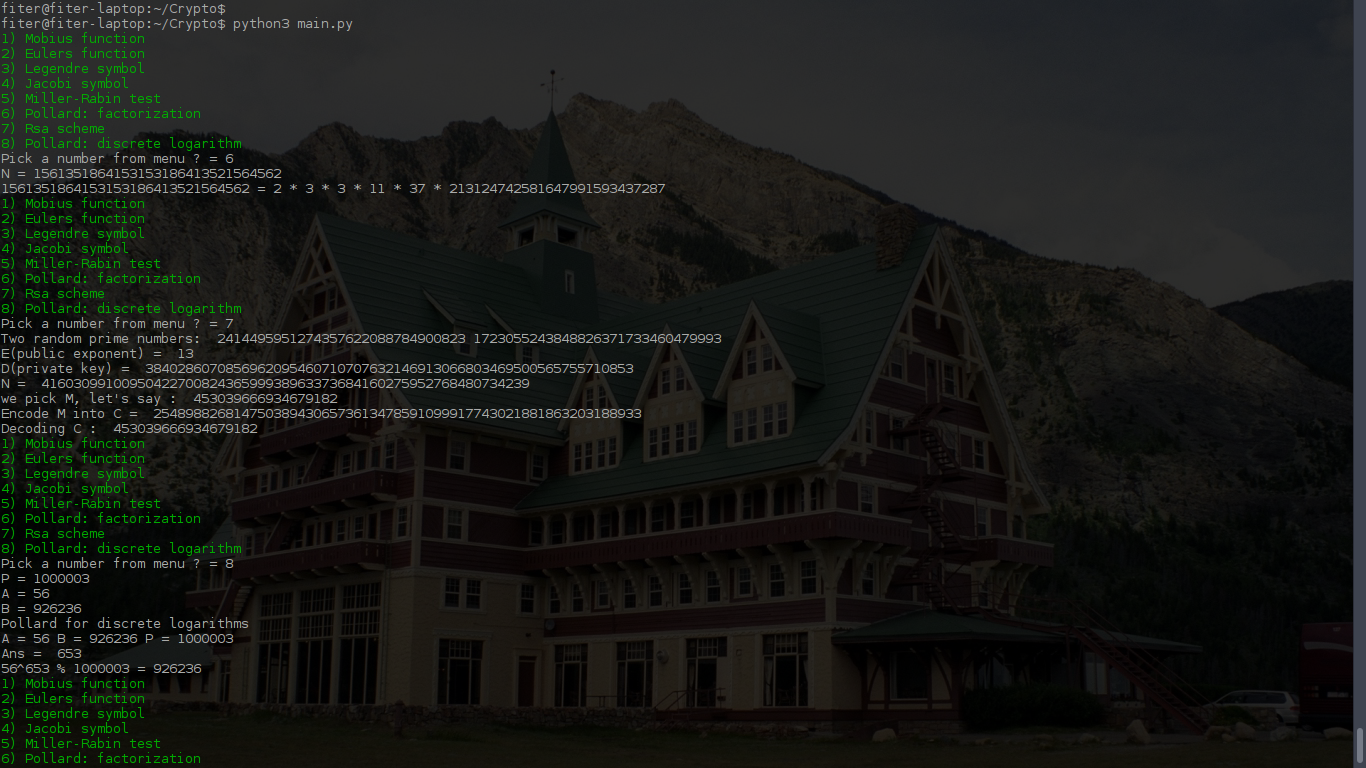 fiter@fiter-laptop:~/Crypto$
fiter@fiter-laptop:~/Crypto$ python3 main.py
1) Mobius function
2) Eulers function
3) Legendre symbol
4) Jacobi symbol
5) Miller-Rabin test
6) Pollard: factorization
7) Rsa scheme
8) Pollard: discrete logarithm
Pick a number from menu ? = 6
N = 15613518641531531864135215645​62
15613518641531531864135215645​62 = 2 * 3 * 3 * 11 * 37 * 213124742581647991593437287
1) Mobius function
2) Eulers function
3) Legendre symbol
4) Jacobi symbol
5) Miller-Rabin test
6) Pollard: factorization
7) Rsa scheme
8) Pollard: discrete logarithm
Pick a number from menu ? = 7
Two random prime numbers:  2414495951274357622088784900823 1723055243848826371733460479993
E(public exponent) =  13
D(private key) =  3840286070856962095460710707632146913066803469500565755710853
N =  4160309910095042270082436599938963373684160275952768480734239
we pick M, let's say :  453039666934679182
Encode M into C =  2548988268147503894306573613478591099917743021881863203188933
Decoding C :  453039666934679182
1) Mobius function
2) Eulers function
3) Legendre symbol
4) Jacobi symbol
5) Miller-Rabin test
6) Pollard: factorization
7) Rsa scheme
8) Pollard: discrete logarithm
Pick a number from menu ? = 8
P = 1000003
A = 56
B = 926236
Pollard for discrete logarithms
A = 56 B = 926236 P = 1000003
Ans =  653
56^653 % 1000003 = 926236
1) Mobius function
2) Eulers function
3) Legendre symbol
4) Jacobi symbol
5) Miller-Rabin test
6) Pollard: factorization